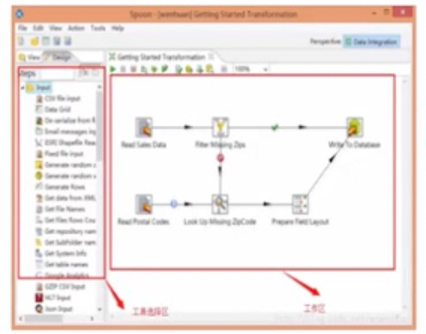 Spoon - [wenhuan] Getting Started Transformation
File Edit View Action Tools Help
Perspective: Data Integration
View Design
Getting Started Transformation
Steps
100%
Input
CSV file input
Data Grid
De-serialize from
Email messages inp
ESRI Shapefile Rea
Fixed file input
Generate random
Generate random
Generate Rows
Get data from XML
Get File Names
Get files Rows Cou
Get repository nam
Get SubFolder nam
Get System Info
Get table names
Google Analytics
GZIP CSV Input
HL7 Input
Json Input
Read Sales Data
Filter Missing Zips
Write To Database
Read Postal Codes
Look Up Missing ZipCode
Prepare Field Layout
工具选择区
工作区